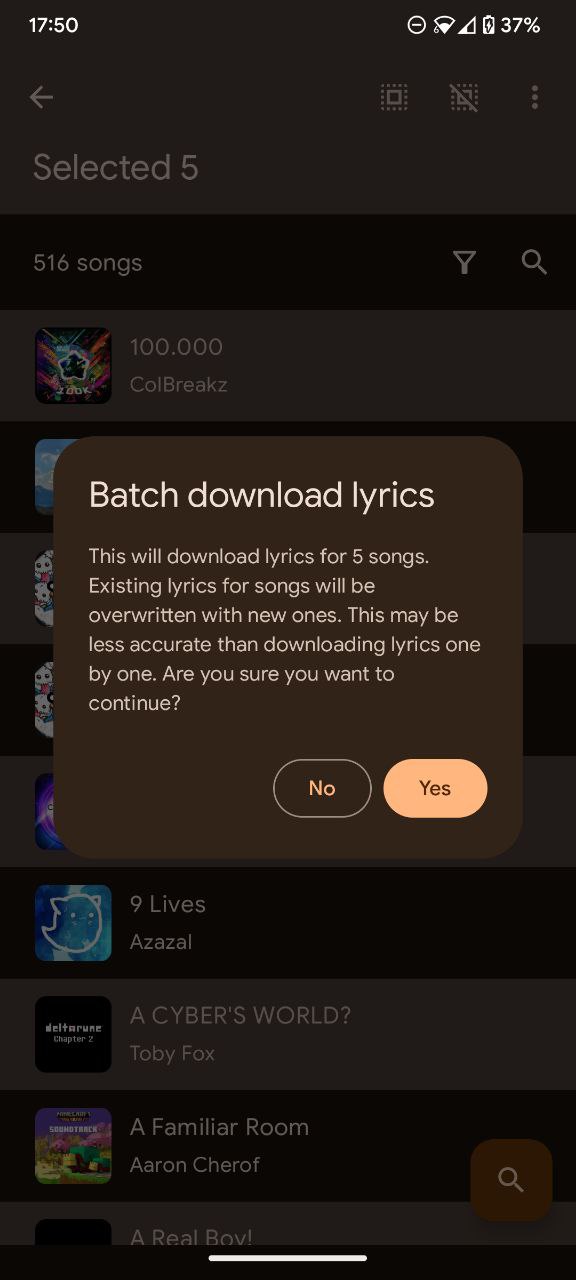 17:50
37%
Selected 5
516 songs
100.000
ColBreakz
Batch download lyrics
This will download lyrics for 5 songs.
Existing lyrics for songs will be
overwritten with new ones. This may be
less accurate than downloading lyrics one
by one. Are you sure you want to
continue?
No
Yes
9 Lives
Azazal
deltarune
Chapter 2
A CYBER'S WORLD?
Toby Fox
MINECRAFT
SOUNDTRACK
A Familiar Room
Aaron Cherof
A Real Boy!